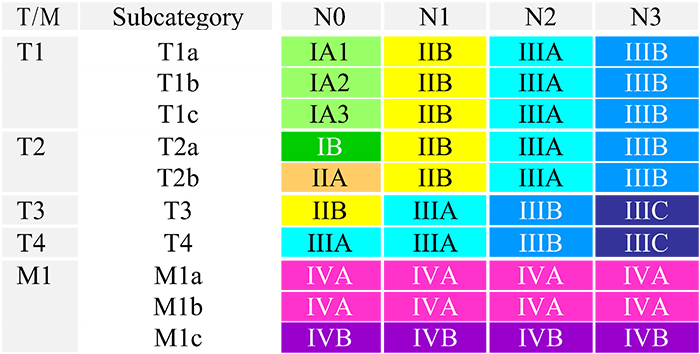 T/M Subcategory N0 N1 N2 N3
T1 T1a IA1 IIB IIIA IIIB
T1b IA2 IIB IIIA IIIB
T1c IA3 IIB IIIA IIIB
T2 T2a IB IIB IIIA IIIB
T2b IIA IIB IIIA IIIB
T3 T3 IIB IIIA IIIB IIIC
T4 T4 IIIA IIIA IIIB IIIC
M1 M1a IVA IVA IVA IVA
M1b IVA IVA IVA IVA
M1c IVB IVB IVB IVB